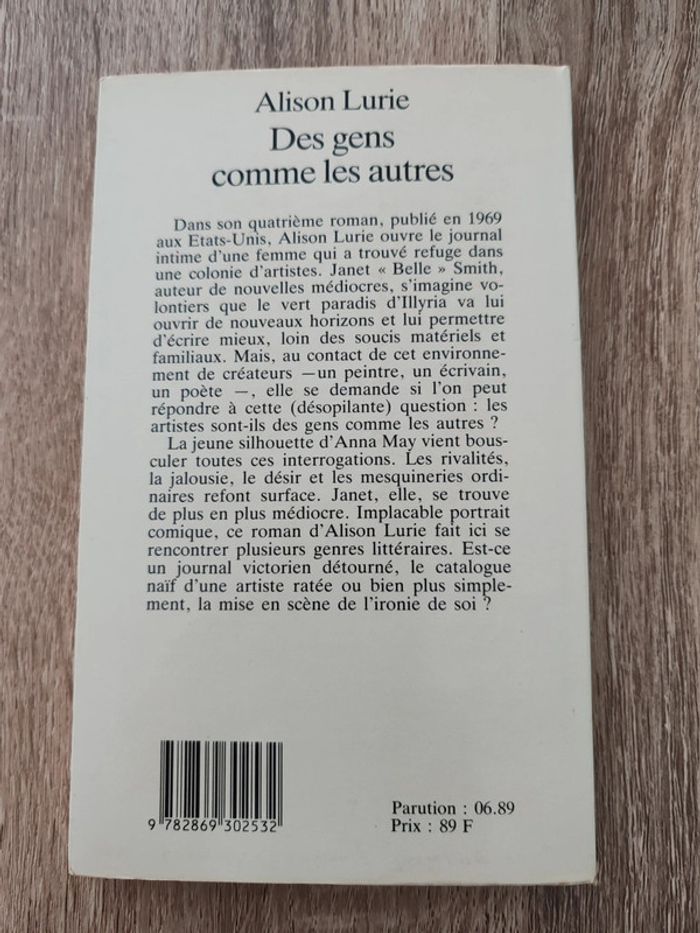 Alison Lurie
Des gens
comme les autres
Dans son quatrième roman, publié en 1969
aux Etats-Unis, Alison Lurie ouvre le journal
intime d'une femme qui a trouvé refuge dans
une colonie d'artistes. Janet « Belle » Smith,
auteur de nouvelles médiocres, s'imagine vo-
lontiers que le vert paradis d'Illyria va lui
ouvrir de nouveaux horizons et lui permettre
d'écrire mieux, loin des soucis matériels et
familiaux. Mais, au contact de cet environne-
ment de créateurs —un peintre, un écrivain,
un poète —, elle se demande si l'on peut
répondre à cette (désopilante) question : les
artistes sont-ils des gens comme les autres ?
La jeune silhouette d'Anna May vient bous-
culer toutes ces interrogations. Les rivalités,
la jalousie, le désir et les mesquineries ordi-
naires refont surface. Janet, elle, se trouve
de plus en plus médiocre. Implacable portrait
comique, ce roman d'Alison Lurie fait ici se
rencontrer plusieurs genres littéraires. Est-ce
un journal victorien détourné, le catalogue
naïf d'une artiste ratée ou bien plus simple-
ment, la mise en scène de l'ironie de soi ?
9 782869 302532
Parution : 06.89
Prix : 89 F